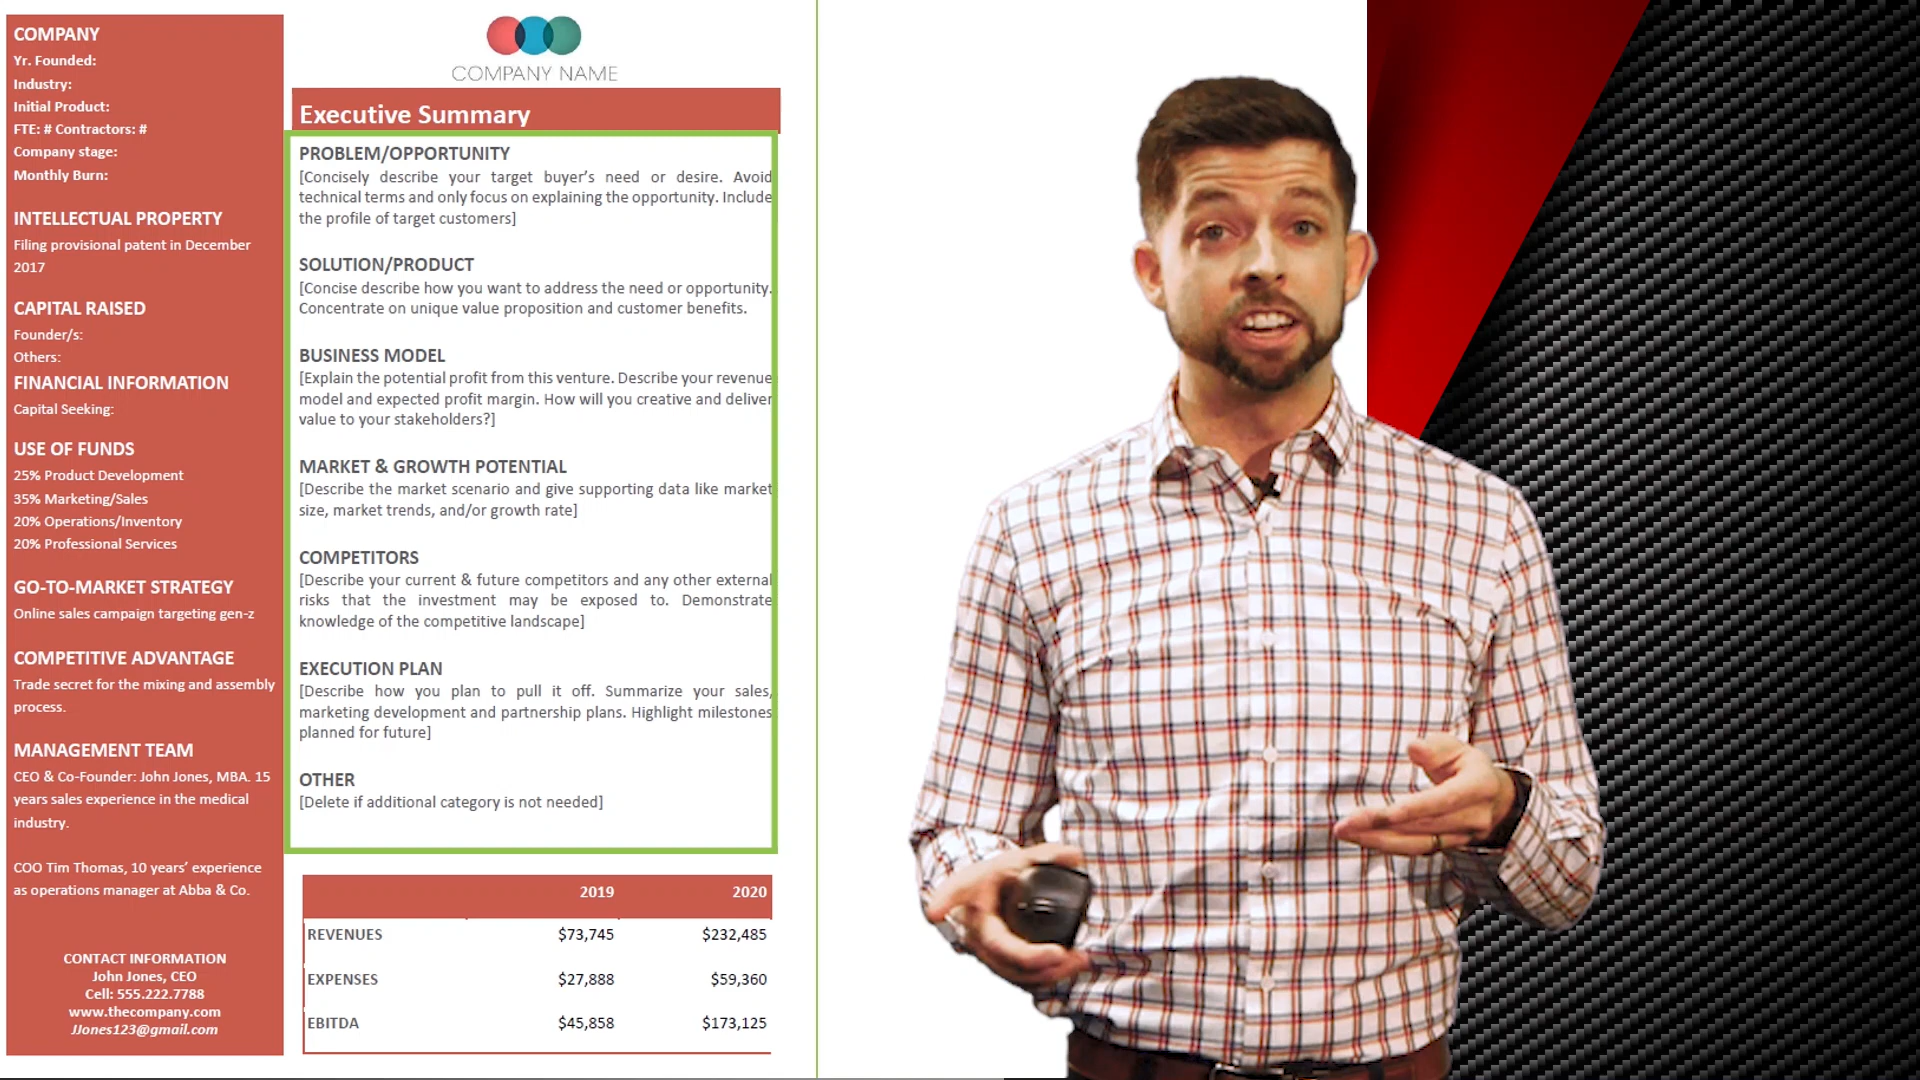 COMPANY
Yr. Founded:
Industry:
Initial Product:
FTE: # Contractors: #
Company stage:
Monthly Burn:
INTELLECTUAL PROPERTY
Filing provisional patent in December
2017
CAPITAL RAISED
Founder/s:
Others:
FINANCIAL INFORMATION
Capital Seeking:
USE OF FUNDS
25% Product Development
35% Marketing/Sales
20% Operations/Inventory
20% Professional Services
GO-TO-MARKET STRATEGY
Online sales campaign targeting gen-z
COMPETITIVE ADVANTAGE
Trade secret for the mixing and assembly
process.
MANAGEMENT TEAM
CEO & Co-Founder: John Jones, MBA. 15
years sales experience in the medical
industry.
COO Tim Thomas, 10 years’ experience
as operations manager at Abba & Co.
CONTACT INFORMATION
John Jones, CEO
Cell: 555.222.7788
www.thecompany.com
JJones123@gmail.com
COMPANY NAME
Executive Summary
PROBLEM/OPPORTUNITY
[Concisely describe your target buyer’s need or desire. Avoid
technical terms and only focus on explaining the opportunity. Include
the profile of target customers]
SOLUTION/PRODUCT
[Concise describe how you want to address the need or opportunity.
Concentrate on unique value proposition and customer benefits.
BUSINESS MODEL
[Explain the potential profit from this venture. Describe your revenue
model and expected profit margin. How will you creative and deliver
value to your stakeholders?]
MARKET & GROWTH POTENTIAL
[Describe the market scenario and give supporting data like market
size, market trends, and/or growth rate]
COMPETITORS
[Describe your current & future competitors and any other external
risks that the investment may be exposed to. Demonstrate
knowledge of the competitive landscape]
EXECUTION PLAN
[Describe how you plan to pull it off. Summarize your sales,
marketing development and partnership plans. Highlight milestones
planned for future]
OTHER
[Delete if additional category is not needed]
2019 2020
REVENUES $73,745 $232,485
EXPENSES $27,888 $59,360
EBITDA $45,858 $173,125